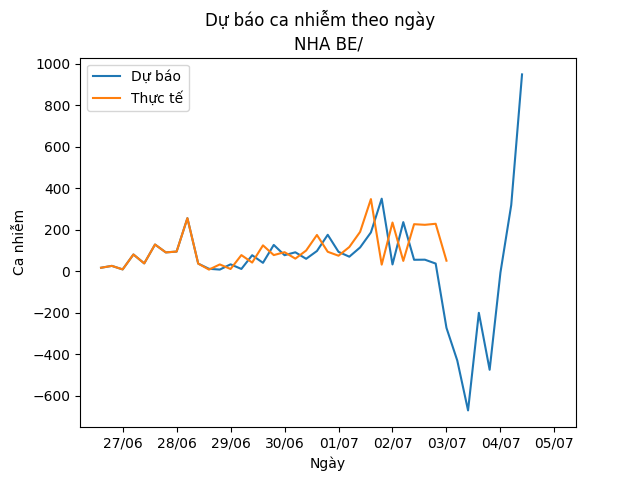 Dự báo ca nhiễm theo ngày
NHA BE/
Dự báo
Thực tế
Ca nhiễm
1000
800
600
400
200
0
−200
−400
−600
27/06 28/06 29/06 30/06 01/07 02/07 03/07 04/07 05/07
Ngày